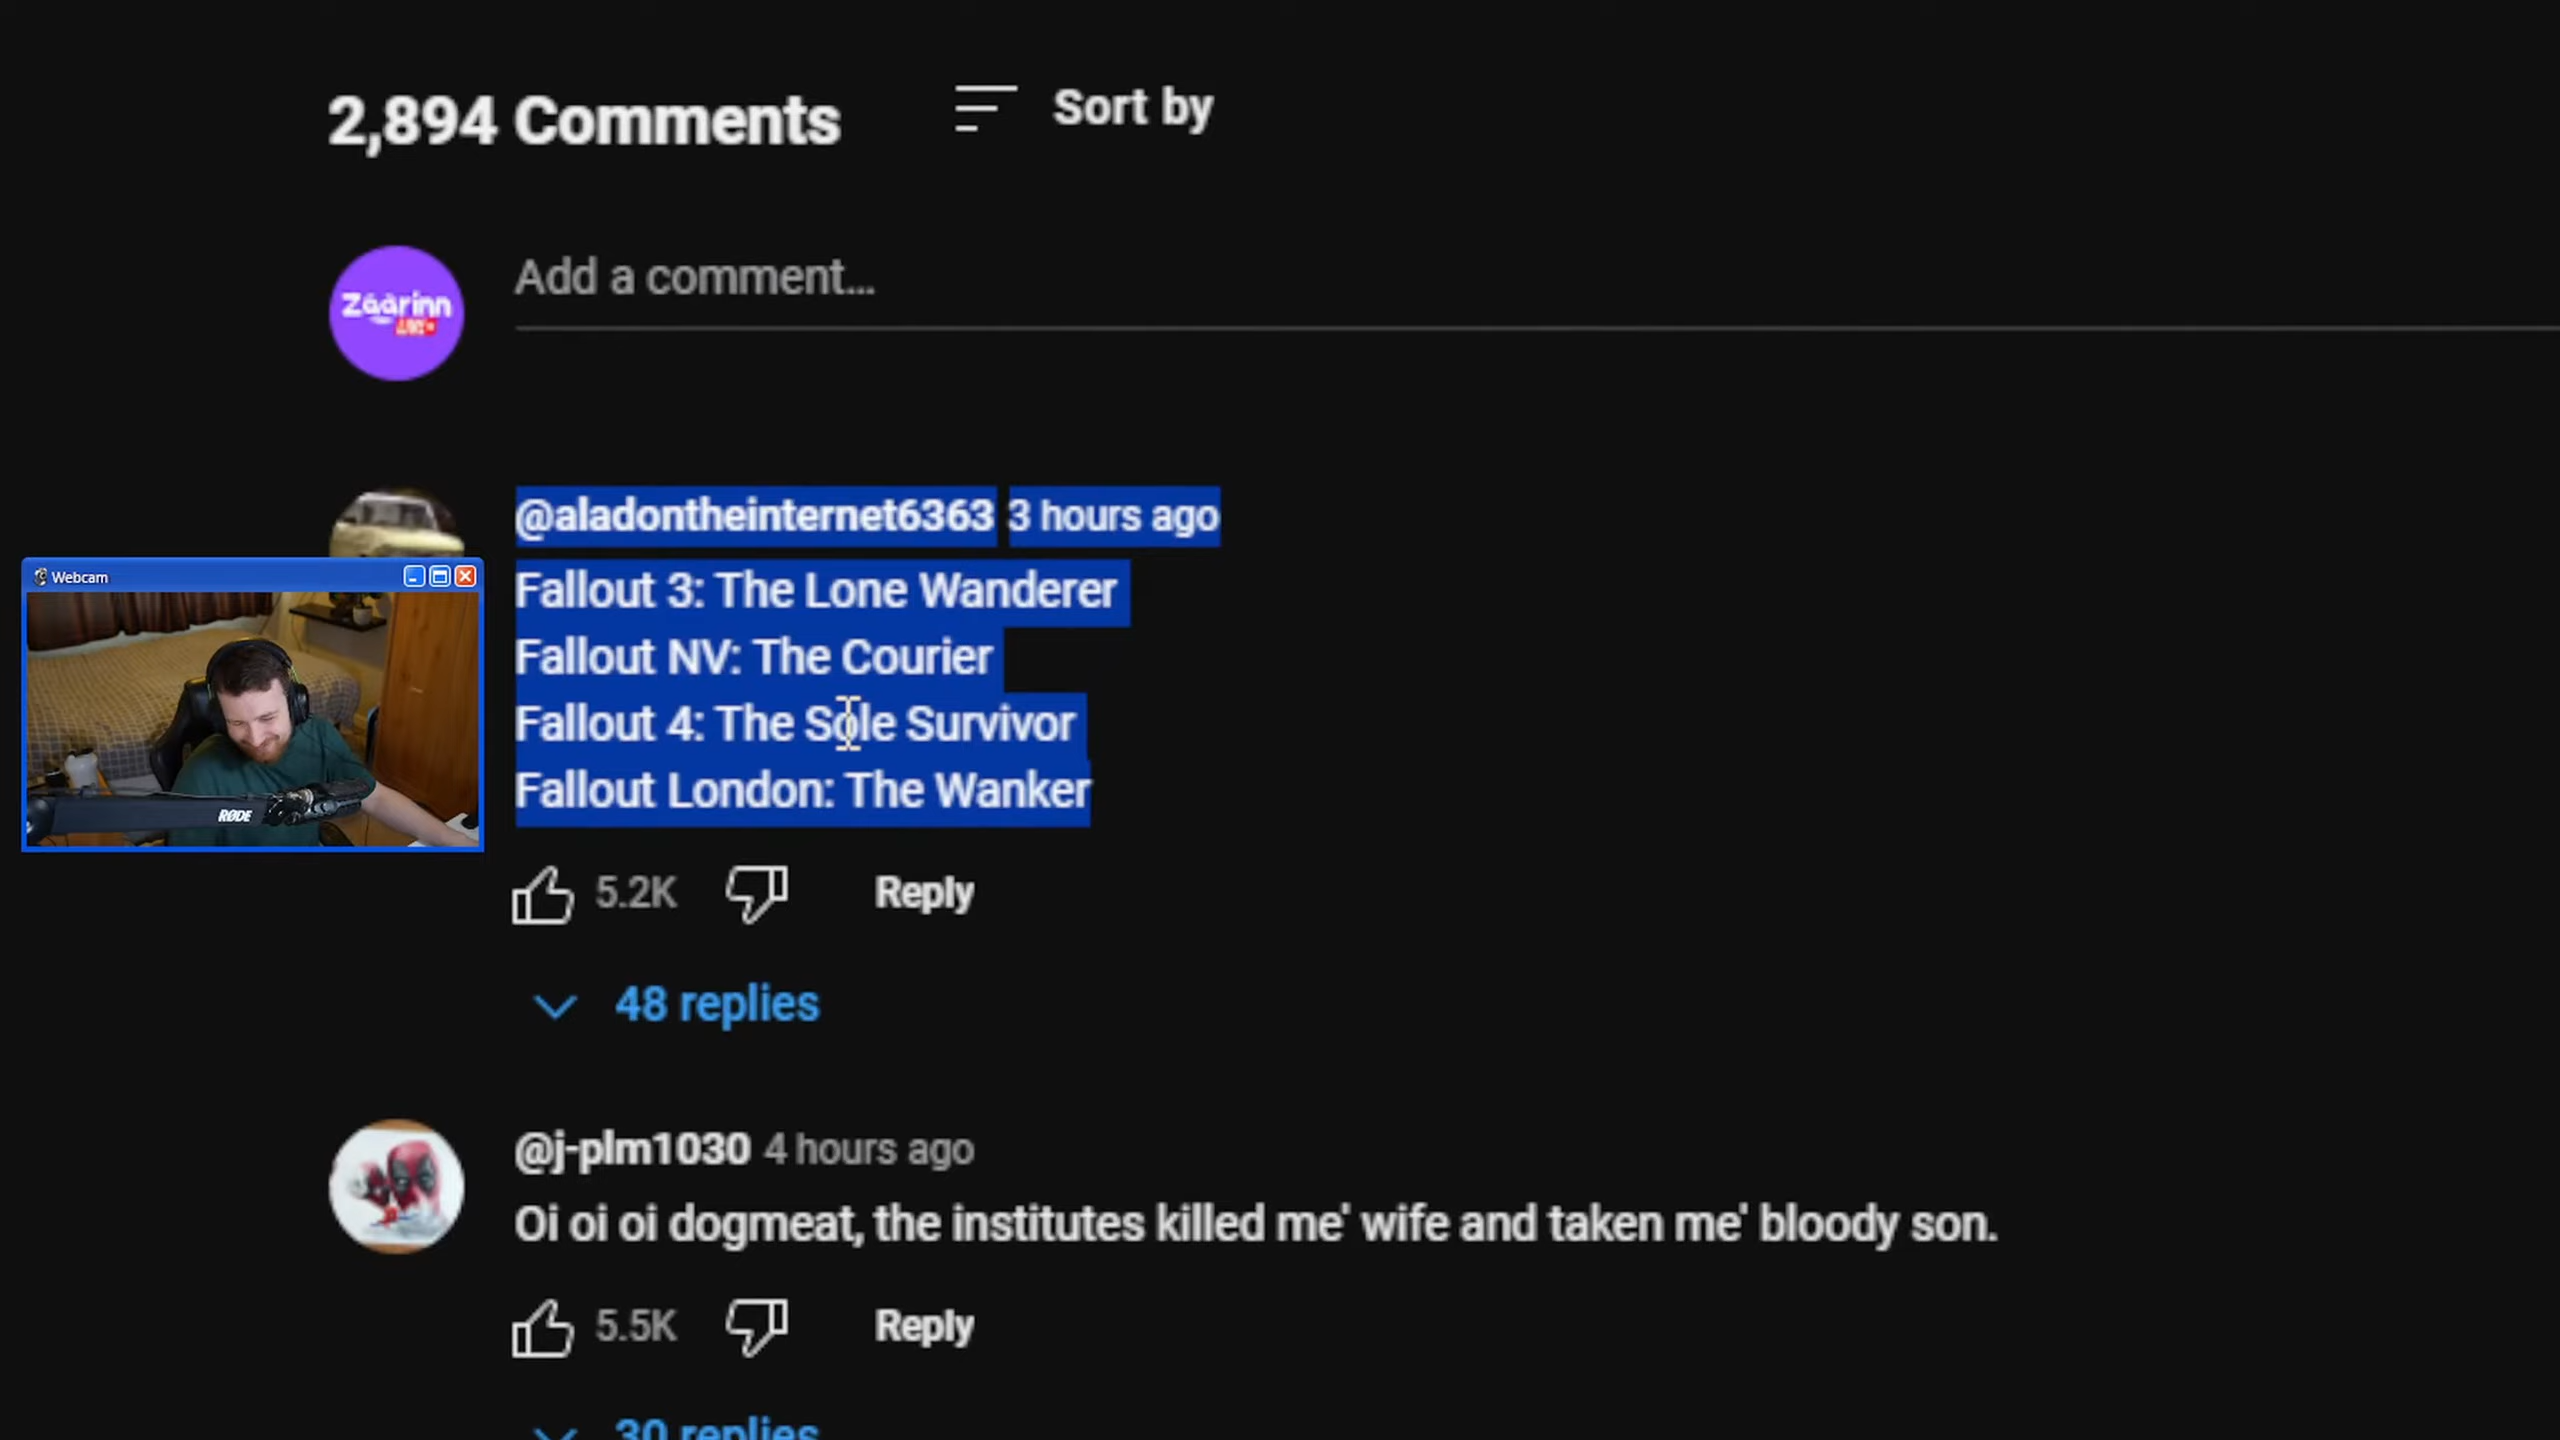 2,894 Comments
Sort by
Zaarinn
LIVE
Add a comment...
@aladontheinternet6363 3 hours ago
Fallout 3: The Lone Wanderer
Fallout NV: The Courier
Fallout 4: The Sole Survivor
Fallout London: The Wanker
Webcam
RØDE
5.2K
Reply
48 replies
@j-plm1030 4 hours ago
Oi oi oi dogmeat, the institutes killed me' wife and taken me' bloody son.
5.5K
Reply
30 replies